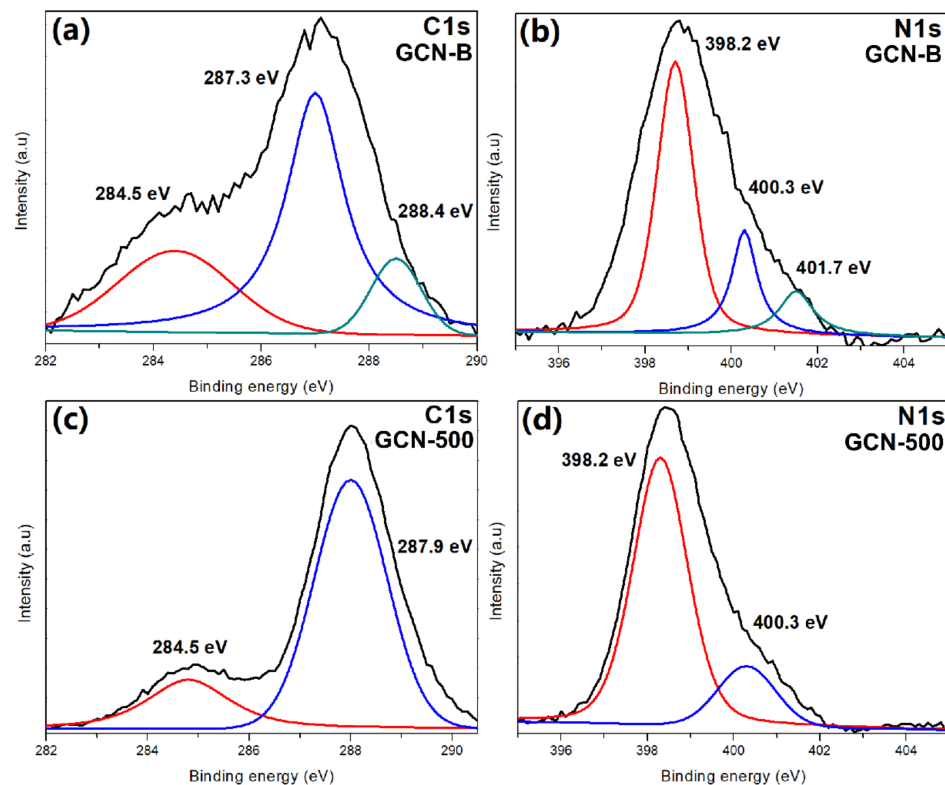 (a)
C1s
GCN-B
287.3 eV
284.5 eV
288.4 eV
Intensity (a.u)
282 284 286 288 290
Binding energy (eV)
(b)
N1s
GCN-B
398.2 eV
400.3 eV
401.7 eV
Intensity (a.u)
396 398 400 402 404
Binding energy (eV)
(c)
C1s
GCN-500
287.9 eV
284.5 eV
Intensity (a.u)
282 284 286 288 290
Binding energy (eV)
(d)
N1s
GCN-500
398.2 eV
400.3 eV
Intensity (a.u)
396 398 400 402 404
Binding energy (eV)